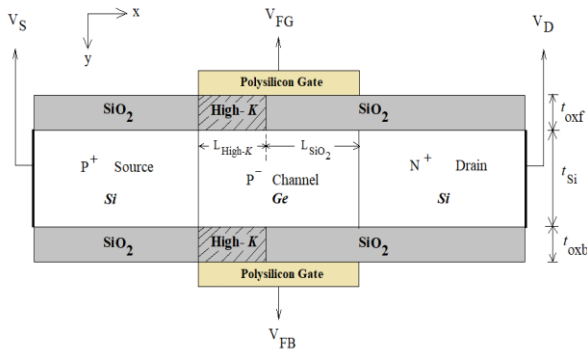 V_S
x
y
V_FG
V_D
Polysilicon Gate
SiO₂ High-K SiO₂
t_oxf
L_High-K L_SiO₂
P⁺ Source P⁻ Channel N⁺ Drain
Si Ge Si
t_Si
SiO₂ High-K SiO₂
t_oxb
Polysilicon Gate
V_FB